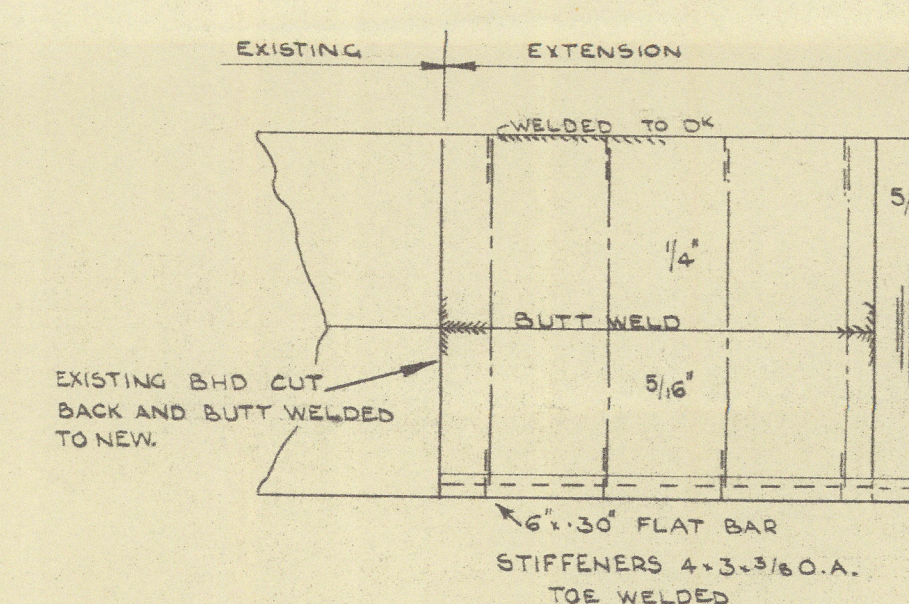 EXISTING
EXTENSION
WELDED TO DK
5/
1/4"
BUTT WELD
5/16"
EXISTING BHD CUT
BACK AND BUTT WELDED
TO NEW.
6"x·30" FLAT BAR
STIFFENERS 4×3×3/8 O.A.
TOE WELDED